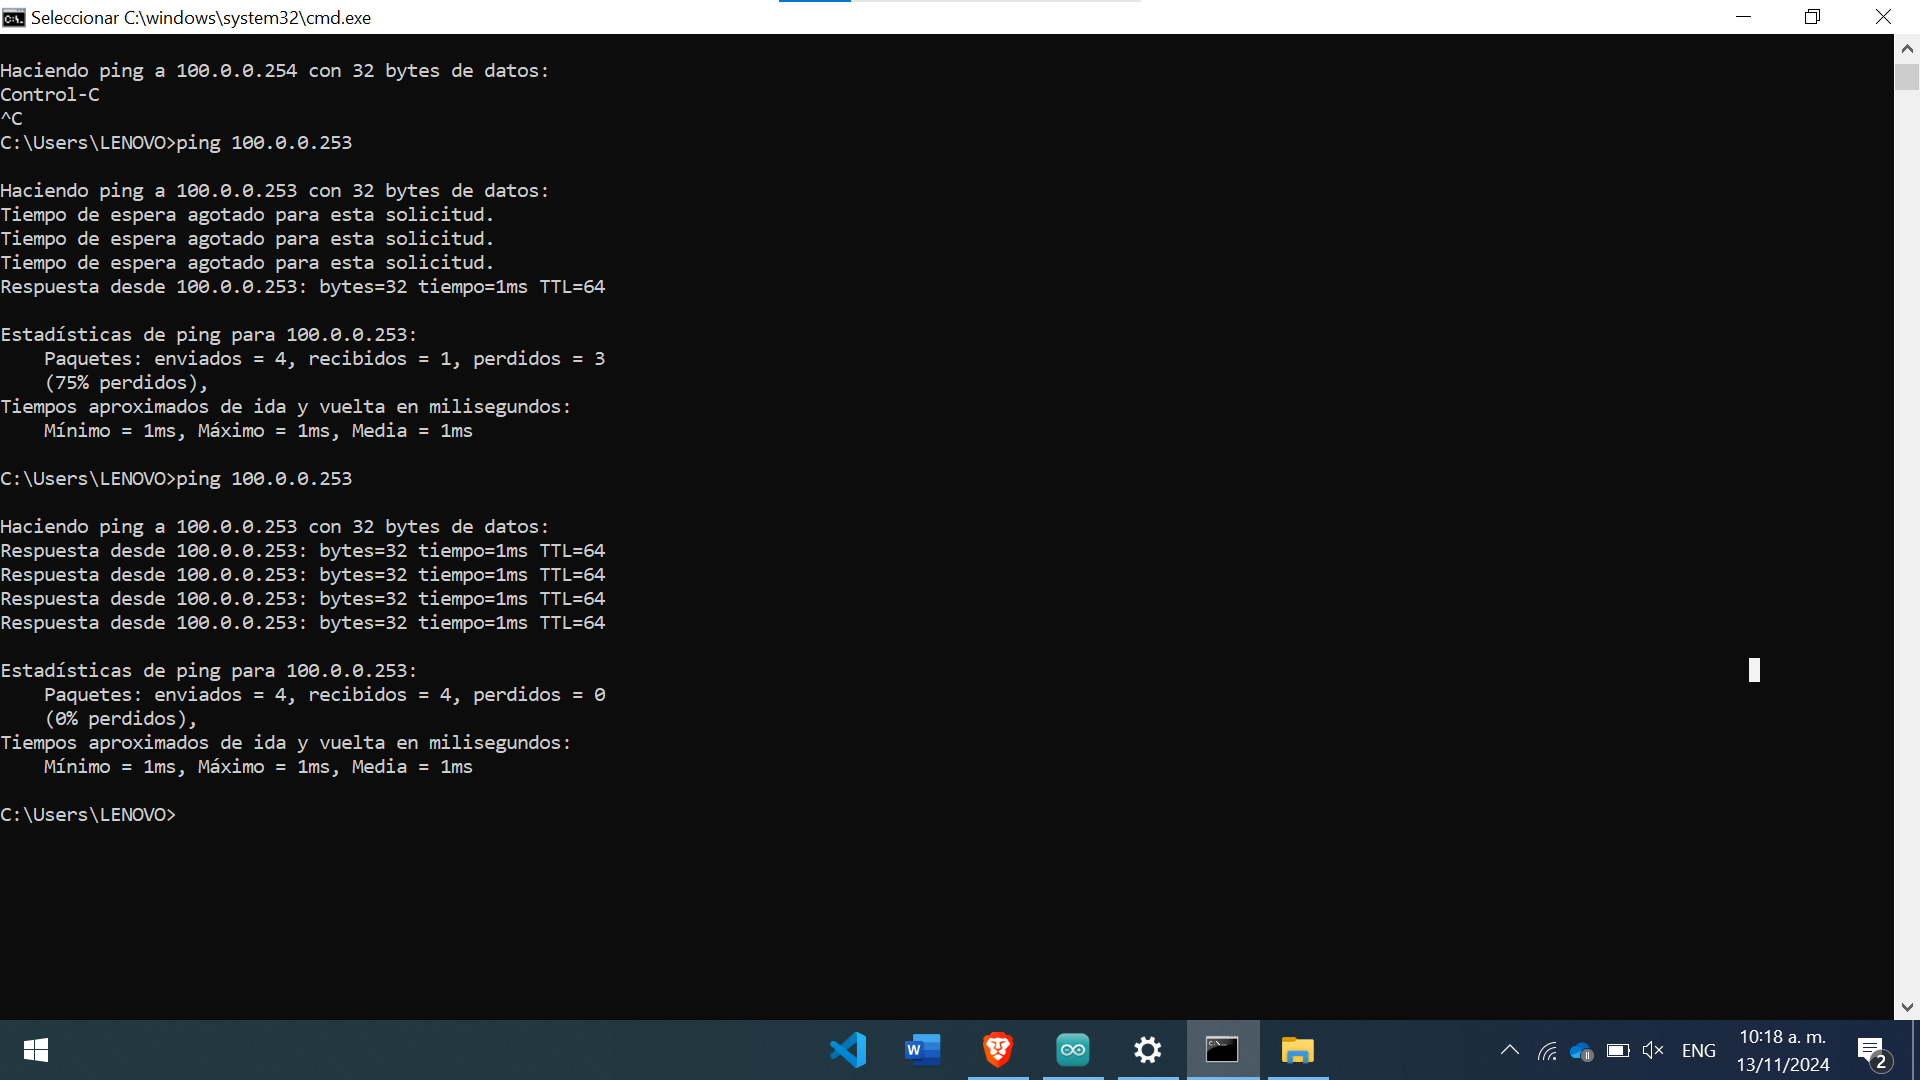 Seleccionar C:\windows\system32\cmd.exe
Haciendo ping a 100.0.0.254 con 32 bytes de datos:
Control-C
^C
C:\Users\LENOVO>ping 100.0.0.253
Haciendo ping a 100.0.0.253 con 32 bytes de datos:
Tiempo de espera agotado para esta solicitud.
Tiempo de espera agotado para esta solicitud.
Tiempo de espera agotado para esta solicitud.
Respuesta desde 100.0.0.253: bytes=32 tiempo=1ms TTL=64
Estadísticas de ping para 100.0.0.253:
    Paquetes: enviados = 4, recibidos = 1, perdidos = 3
    (75% perdidos),
Tiempos aproximados de ida y vuelta en milisegundos:
    Mínimo = 1ms, Máximo = 1ms, Media = 1ms
C:\Users\LENOVO>ping 100.0.0.253
Haciendo ping a 100.0.0.253 con 32 bytes de datos:
Respuesta desde 100.0.0.253: bytes=32 tiempo=1ms TTL=64
Respuesta desde 100.0.0.253: bytes=32 tiempo=1ms TTL=64
Respuesta desde 100.0.0.253: bytes=32 tiempo=1ms TTL=64
Respuesta desde 100.0.0.253: bytes=32 tiempo=1ms TTL=64
Estadísticas de ping para 100.0.0.253:
    Paquetes: enviados = 4, recibidos = 4, perdidos = 0
    (0% perdidos),
Tiempos aproximados de ida y vuelta en milisegundos:
    Mínimo = 1ms, Máximo = 1ms, Media = 1ms
C:\Users\LENOVO>
W
ENG
10:18 a. m.
13/11/2024
2